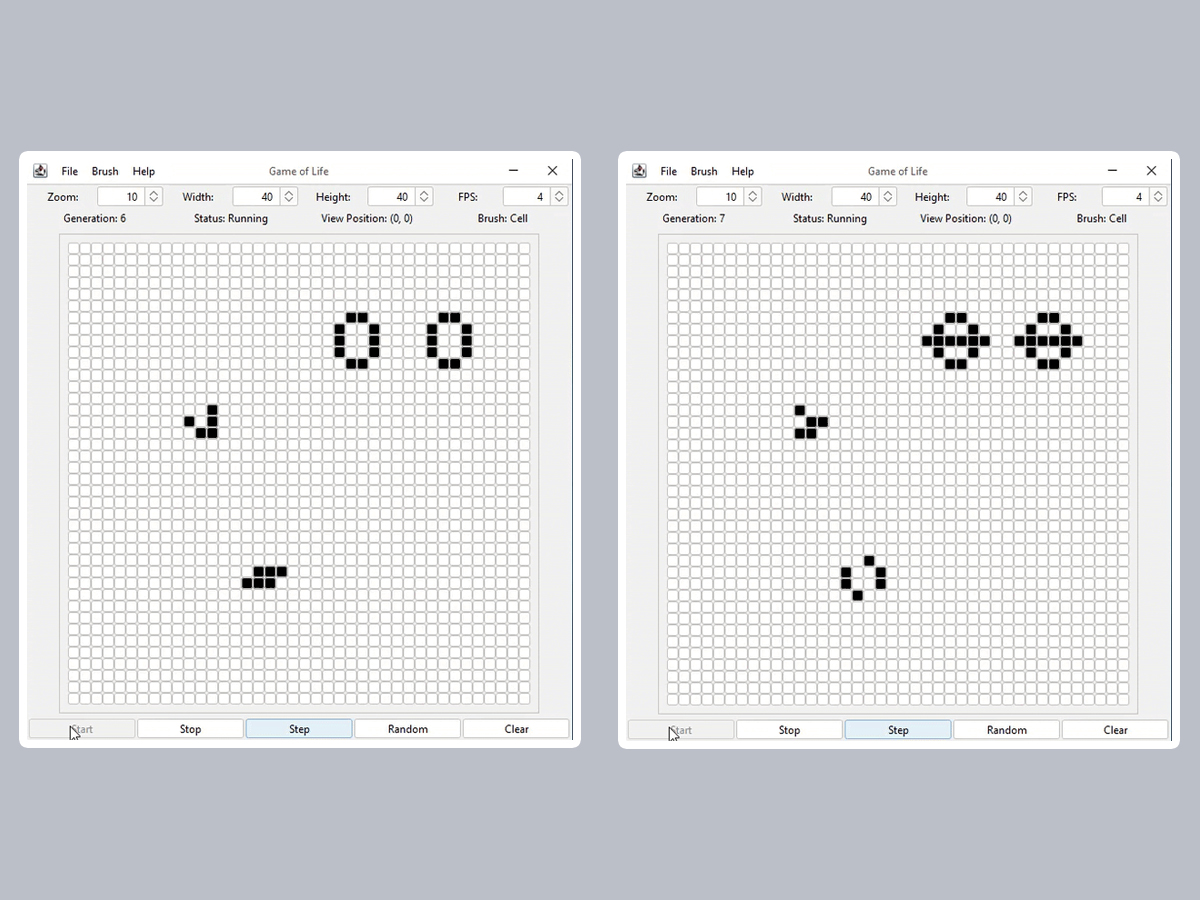 File Brush Help Game of Life
Zoom: 10 Width: 40 Height: 40 FPS: 4
Generation: 6 Status: Running View Position: (0, 0) Brush: Cell
Start Stop Step Random Clear
File Brush Help Game of Life
Zoom: 10 Width: 40 Height: 40 FPS: 4
Generation: 7 Status: Running View Position: (0, 0) Brush: Cell
Start Stop Step Random Clear